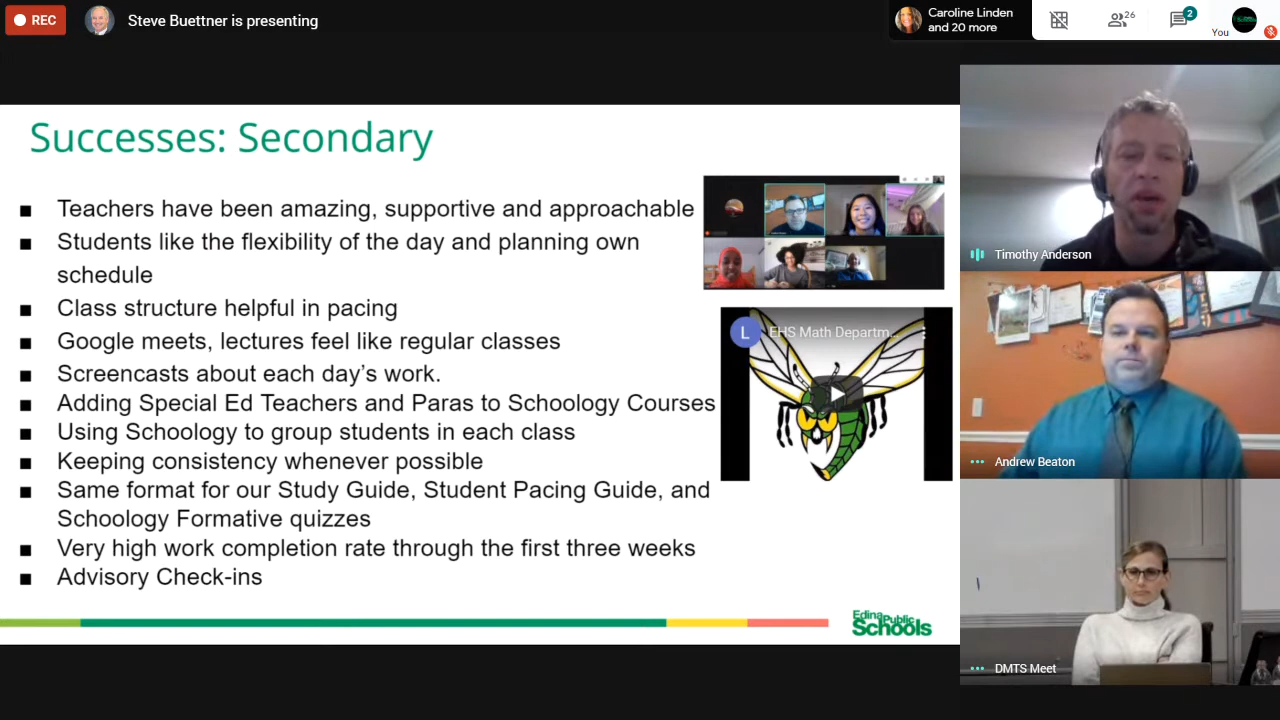 REC
Steve Buettner is presenting
Caroline Linden
and 20 more
26
2
You
Successes: Secondary
Teachers have been amazing, supportive and approachable
Students like the flexibility of the day and planning own
schedule
Class structure helpful in pacing
Google meets, lectures feel like regular classes
Screencasts about each day's work.
Adding Special Ed Teachers and Paras to Schoology Courses
Using Schoology to group students in each class
Keeping consistency whenever possible
Same format for our Study Guide, Student Pacing Guide, and
Schoology Formative quizzes
Very high work completion rate through the first three weeks
Advisory Check-ins
L
EHS Math Departm...
Edina Public
Schools
Timothy Anderson
Andrew Beaton
DMTS Meet